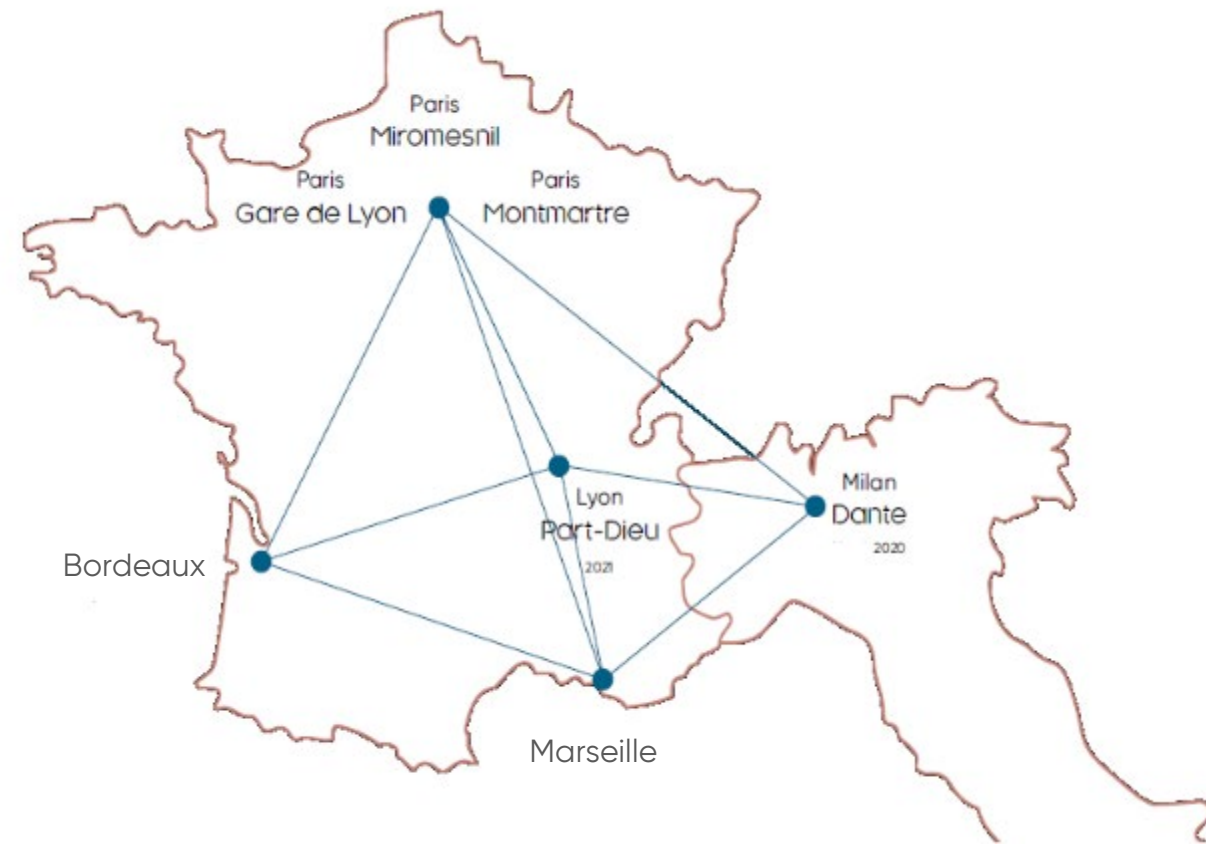 Paris
Miromesnil
Paris
Gare de Lyon
Paris
Montmartre
Milan
Dante
2020
Lyon
Part-Dieu
2021
Bordeaux
Marseille